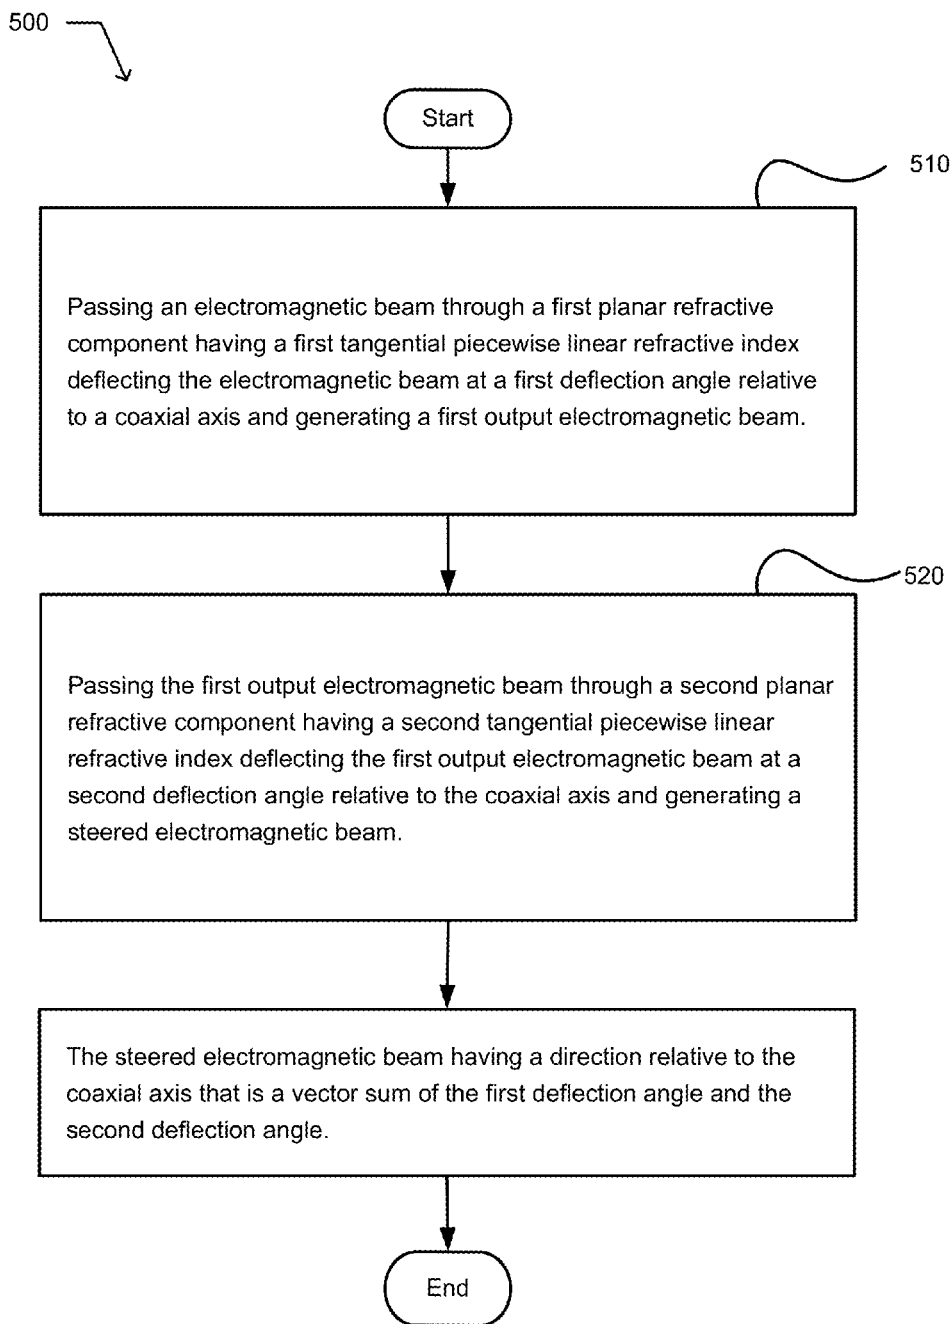 500
Start
510
Passing an electromagnetic beam through a first planar refractive
component having a first tangential piecewise linear refractive index
deflecting the electromagnetic beam at a first deflection angle relative
to a coaxial axis and generating a first output electromagnetic beam.
520
Passing the first output electromagnetic beam through a second planar
refractive component having a second tangential piecewise linear
refractive index deflecting the first output electromagnetic beam at a
second deflection angle relative to the coaxial axis and generating a
steered electromagnetic beam.
The steered electromagnetic beam having a direction relative to the
coaxial axis that is a vector sum of the first deflection angle and the
second deflection angle.
End